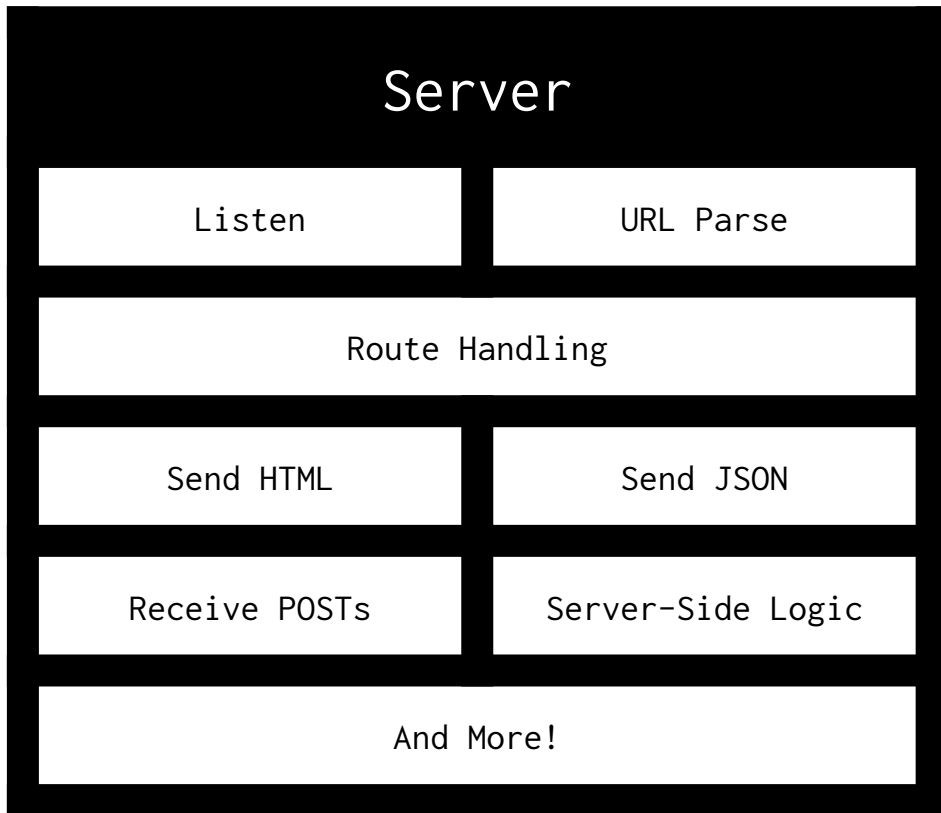 Server
Listen
URL Parse
Route Handling
Send HTML
Send JSON
Receive POSTs
Server-Side Logic
And More!